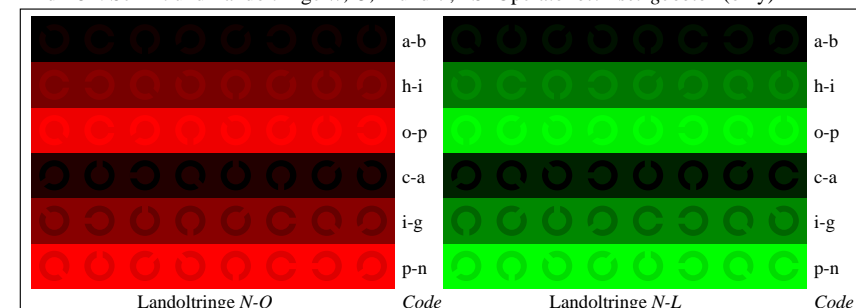 a-b a-b
h-i h-i
o-p o-p
c-a c-a
i-g i-g
p-n p-n
Landoltringe N-O Code Landoltringe N-L Code